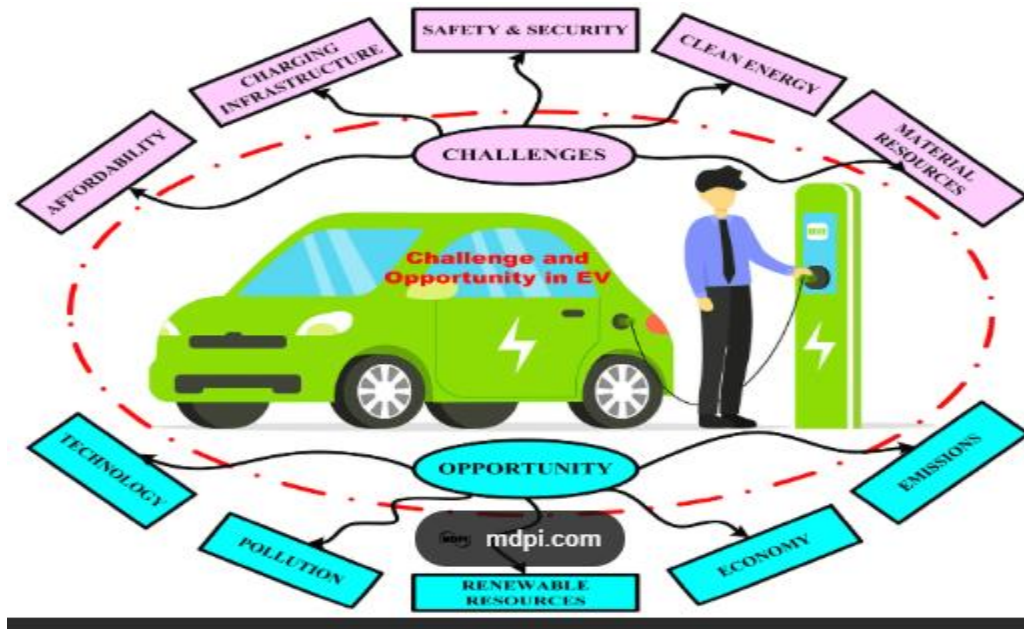 SAFETY & SECURITY
CHARGING
INFRASTRUCTURE
CLEAN ENERGY
AFFORDABILITY
MATERIAL
RESOURCES
CHALLENGES
Challenge and
Opportunity in EV
TECHNOLOGY
OPPORTUNITY
EMISSIONS
POLLUTION
MDPI mdpi.com
ECONOMY
RENEWABLE
RESOURCES